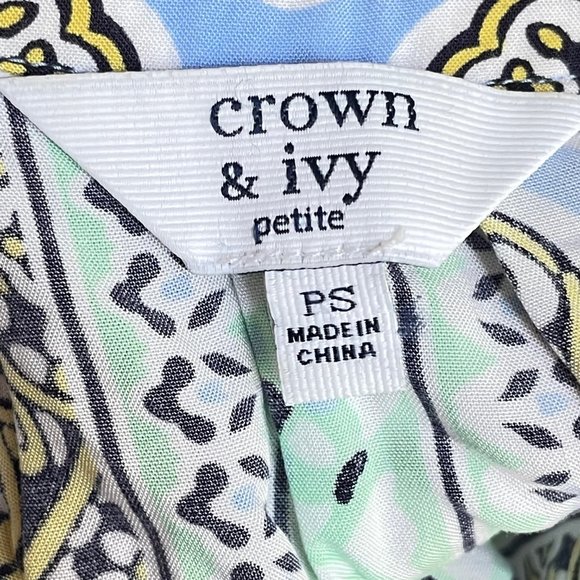 crown
& ivy
petite
PS
MADE IN
CHINA